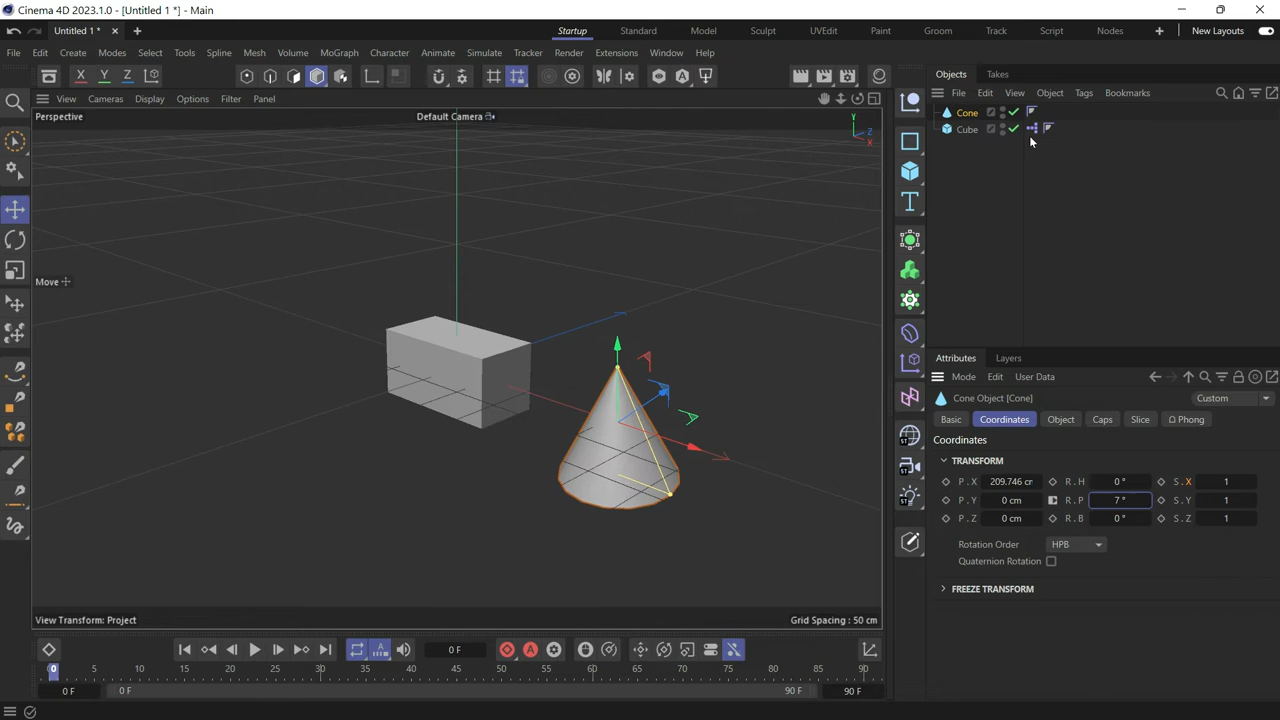 Cinema 4D 2023.1.0 - [Untitled 1 *] - Main
Untitled 1 *
Startup Standard Model Sculpt UVEdit Paint Groom Track Script Nodes New Layouts
File Edit Create Modes Select Tools Spline Mesh Volume MoGraph Character Animate Simulate Tracker Render Extensions Window Help
X Y Z
Objects Takes
View Cameras Display Options Filter Panel
File Edit View Object Tags Bookmarks
Perspective
Default Camera
Y
Z
X
Cone
Cube
Move
Attributes Layers
Mode Edit User Data
Cone Object [Cone]
Custom
Basic Coordinates Object Caps Slice Phong
Coordinates
TRANSFORM
P . X 209.746 cm R . H 0 ° S . X 1
P . Y 0 cm R . P 7 ° S . Y 1
P . Z 0 cm R . B 0 ° S . Z 1
Rotation Order HPB
Quaternion Rotation
FREEZE TRANSFORM
View Transform: Project
Grid Spacing : 50 cm
0 F
0 5 10 15 20 25 30 35 40 45 50 55 60 65 70 75 80 85 90
0 F 0 F 90 F 90 F